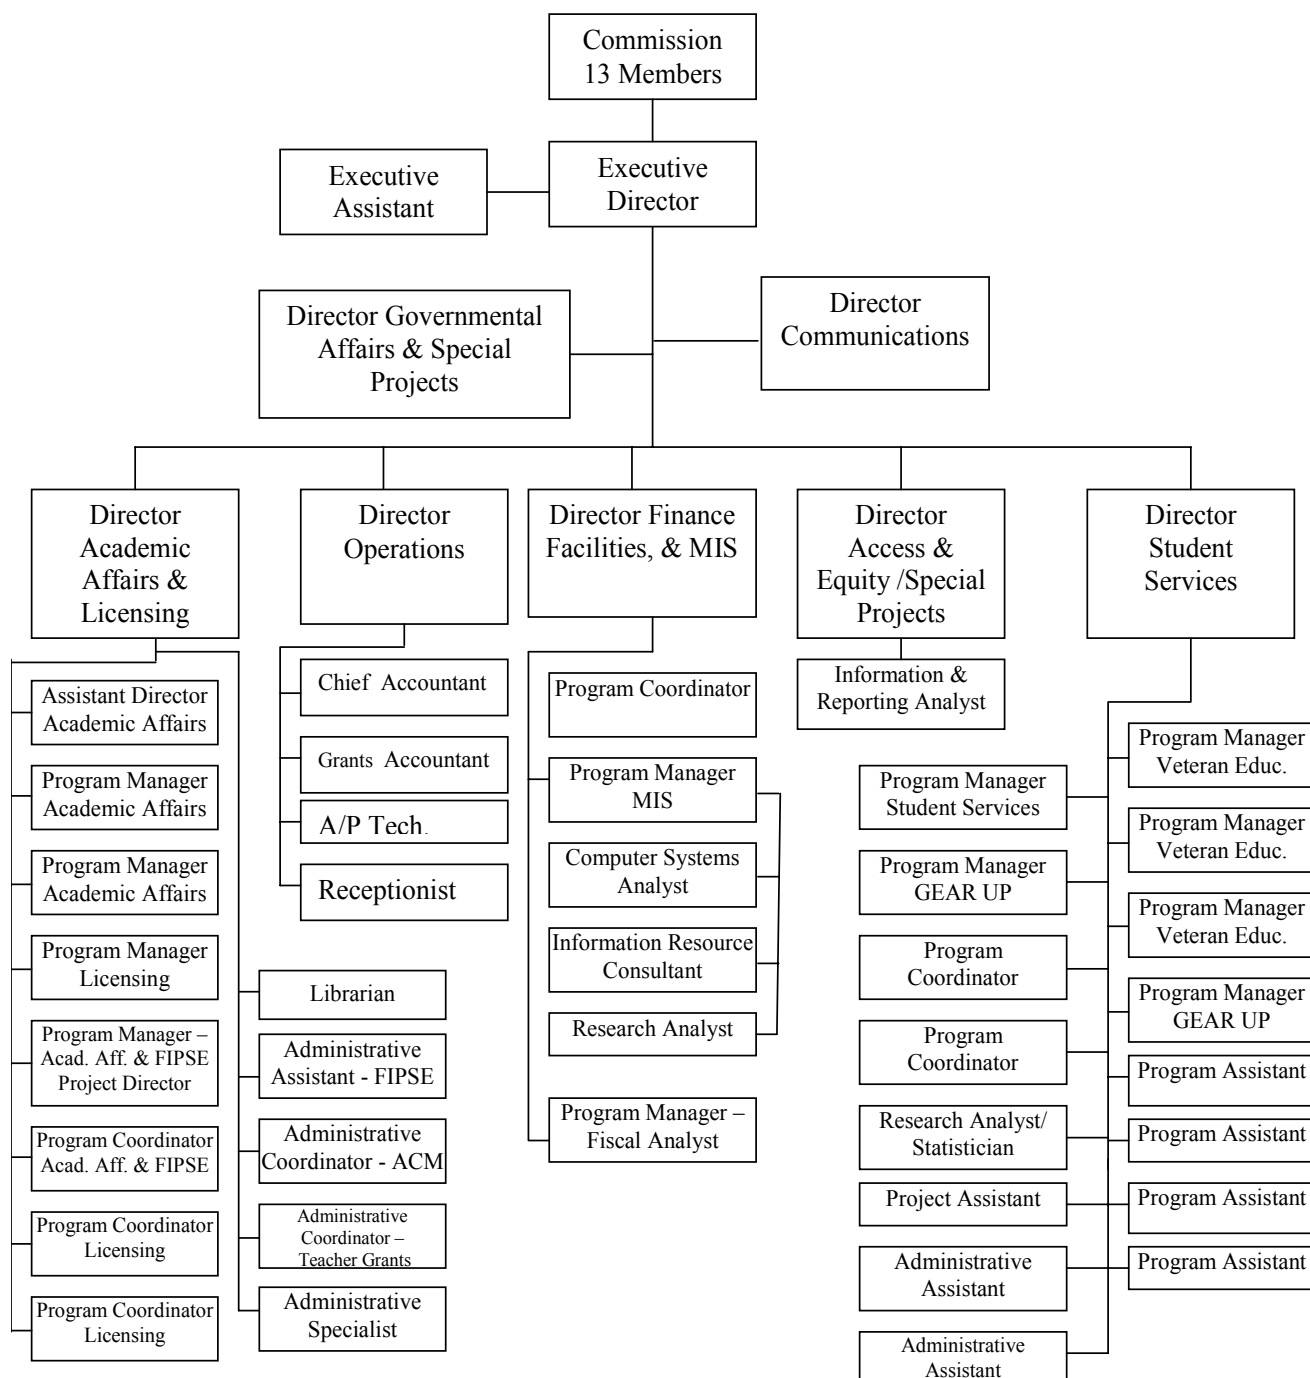 Commission
13 Members
Executive
Assistant
Executive
Director
Director Governmental
Affairs & Special
Projects
Director
Communications
Director
Academic
Affairs &
Licensing
Director
Operations
Director Finance
Facilities, & MIS
Director
Access &
Equity /Special
Projects
Director
Student
Services
Assistant Director
Academic Affairs
Program Manager
Academic Affairs
Program Manager
Academic Affairs
Program Manager
Licensing
Program Manager –
Acad. Aff. & FIPSE
Project Director
Program Coordinator
Acad. Aff. & FIPSE
Program Coordinator
Licensing
Program Coordinator
Licensing
Librarian
Administrative
Assistant - FIPSE
Administrative
Coordinator - ACM
Administrative
Coordinator –
Teacher Grants
Administrative
Specialist
Chief Accountant
Grants Accountant
A/P Tech.
Receptionist
Program Coordinator
Program Manager
MIS
Computer Systems
Analyst
Information Resource
Consultant
Research Analyst
Program Manager –
Fiscal Analyst
Information &
Reporting Analyst
Program Manager
Student Services
Program Manager
GEAR UP
Program
Coordinator
Program
Coordinator
Research Analyst/
Statistician
Project Assistant
Administrative
Assistant
Administrative
Assistant
Program Manager
Veteran Educ.
Program Manager
Veteran Educ.
Program Manager
Veteran Educ.
Program Manager
GEAR UP
Program Assistant
Program Assistant
Program Assistant
Program Assistant